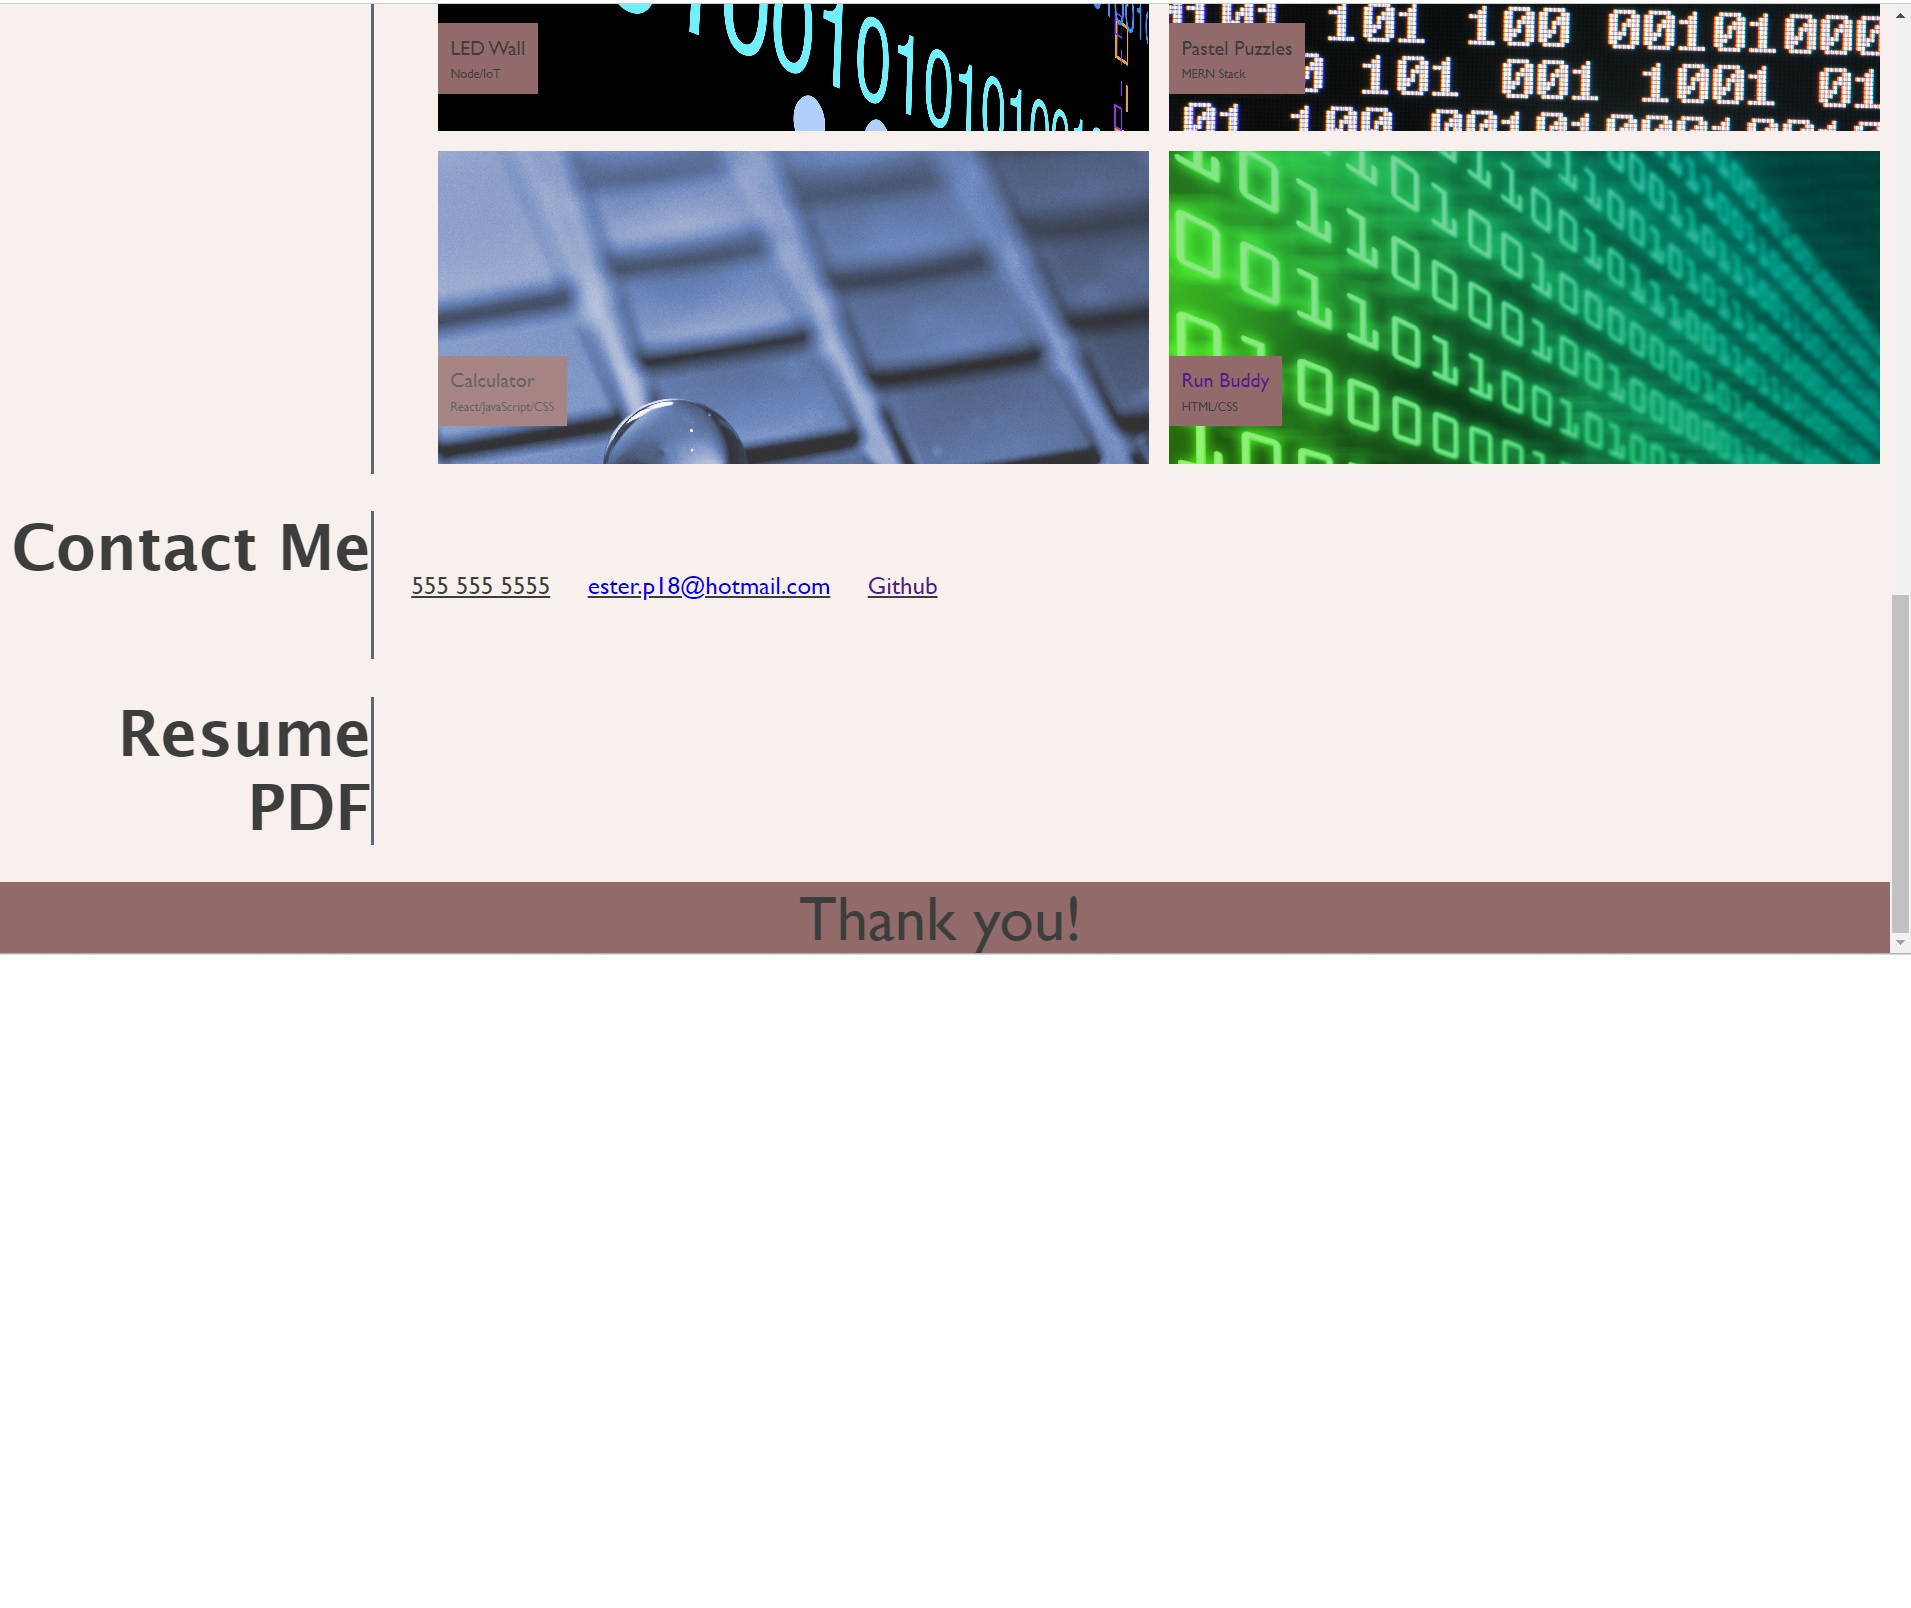 LED Wall
Node/IoT
Pastel Puzzles
MERN Stack
Calculator
React/JavaScript/CSS
Run Buddy
HTML/CSS
Contact Me
555 555 5555 ester.p18@hotmail.com Github
Resume
PDF
Thank you!